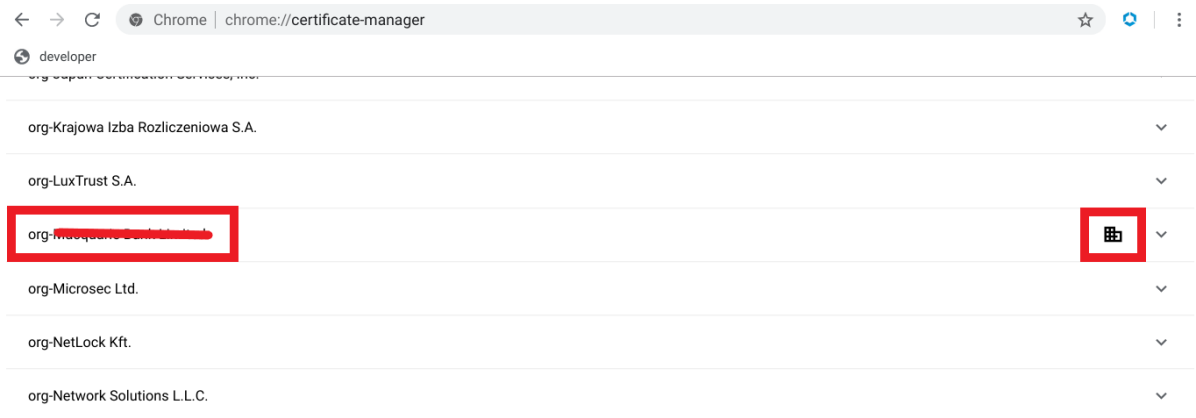 Chrome chrome://certificate-manager
developer
org-Krajowa Izba Rozliczeniowa S.A.
org-LuxTrust S.A.
org-
org-Microsec Ltd.
org-NetLock Kft.
org-Network Solutions L.L.C.